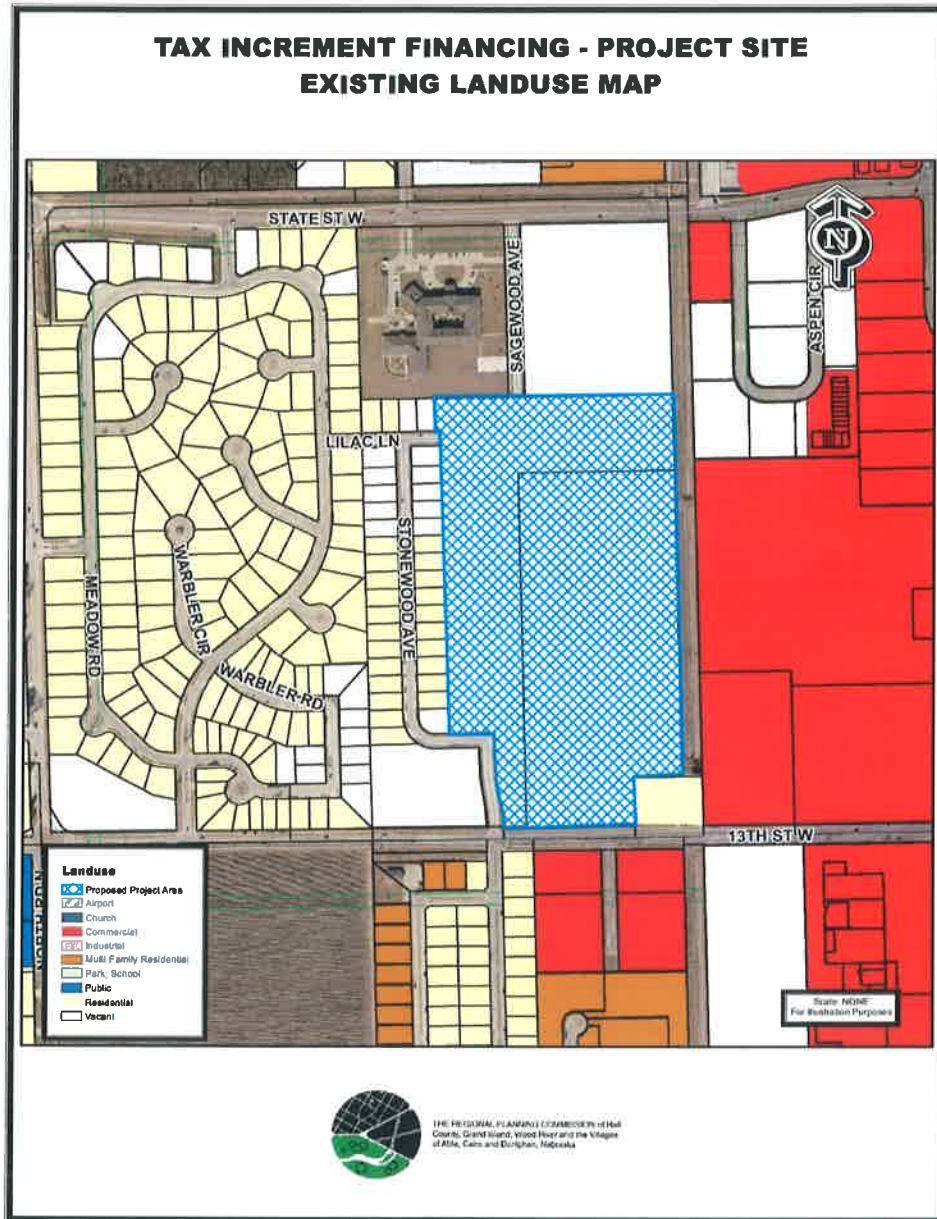 TAX INCREMENT FINANCING - PROJECT SITE
EXISTING LANDUSE MAP
STATE ST W
SAGEWOOD AVE
ASPEN CIR
N
LILAC LN
STONEWOOD AVE
MEADOW RD
WARBLER CIR
WARBLER RD
13TH ST W
NORTH RD N
Landuse
Proposed Project Area
Airport
Church
Commercial
Industrial
Multi Family Residential
Park, School
Public
Residential
Vacant
Scale: NONE
For Illustration Purposes
THE REGIONAL PLANNING COMMISSION of Hall
County, Grand Island, Wood River and the Villages
of Alda, Cairo and Doniphan, Nebraska